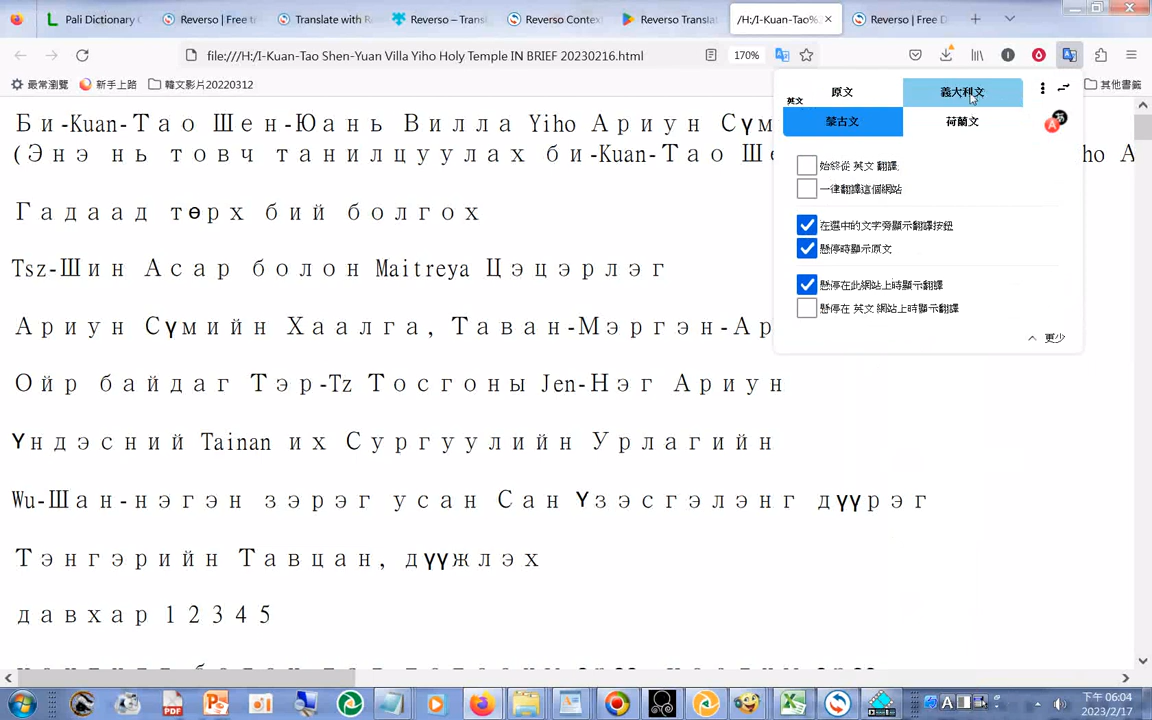 Pali Dictionary
Reverso | Free t
Translate with R
Reverso – Transl
Reverso Context
Reverso Transla
/H:/I-Kuan-Tao%
Reverso | Free D
file:///H:/I-Kuan-Tao Shen-Yuan Villa Yiho Holy Temple IN BRIEF 20230216.html
170%
最常瀏覽
新手上路
韓文影片20220312
其他書籤
Би-Kuan-Тао Шен-Юань Вилла Yiho Ариун Сүм
(Энэ нь товч танилцуулах би-Kuan-Тао Ше
ho А
Гадаад төрх бий болгох
Tsz-Шин Асар болон Maitreya Цэцэрлэг
Ариун Сүмийн Хаалга, Таван-Мэргэн-Ар
Ойр байдаг Тэр-Tz Тосгоны Jen-Нэг Ариун
Үндэсний Tainan их Сургуулийн Урлагийн
Wu-Шан-нэгэн зэрэг усан Сан Үзэсгэлэнг дүүрэг
Тэнгэрийн Тавцан, дүүжлэх
давхар 12345
英文
原文
義大利文
蒙古文
荷蘭文
始終從 英文 翻譯;
一律翻譯這個網站
在選中的文字旁顯示翻譯按鈕
懸停時顯示原文
懸停在此網站上時顯示翻譯
懸停在 英文 網站上時顯示翻譯
更少
下午 06:04
2023/2/17